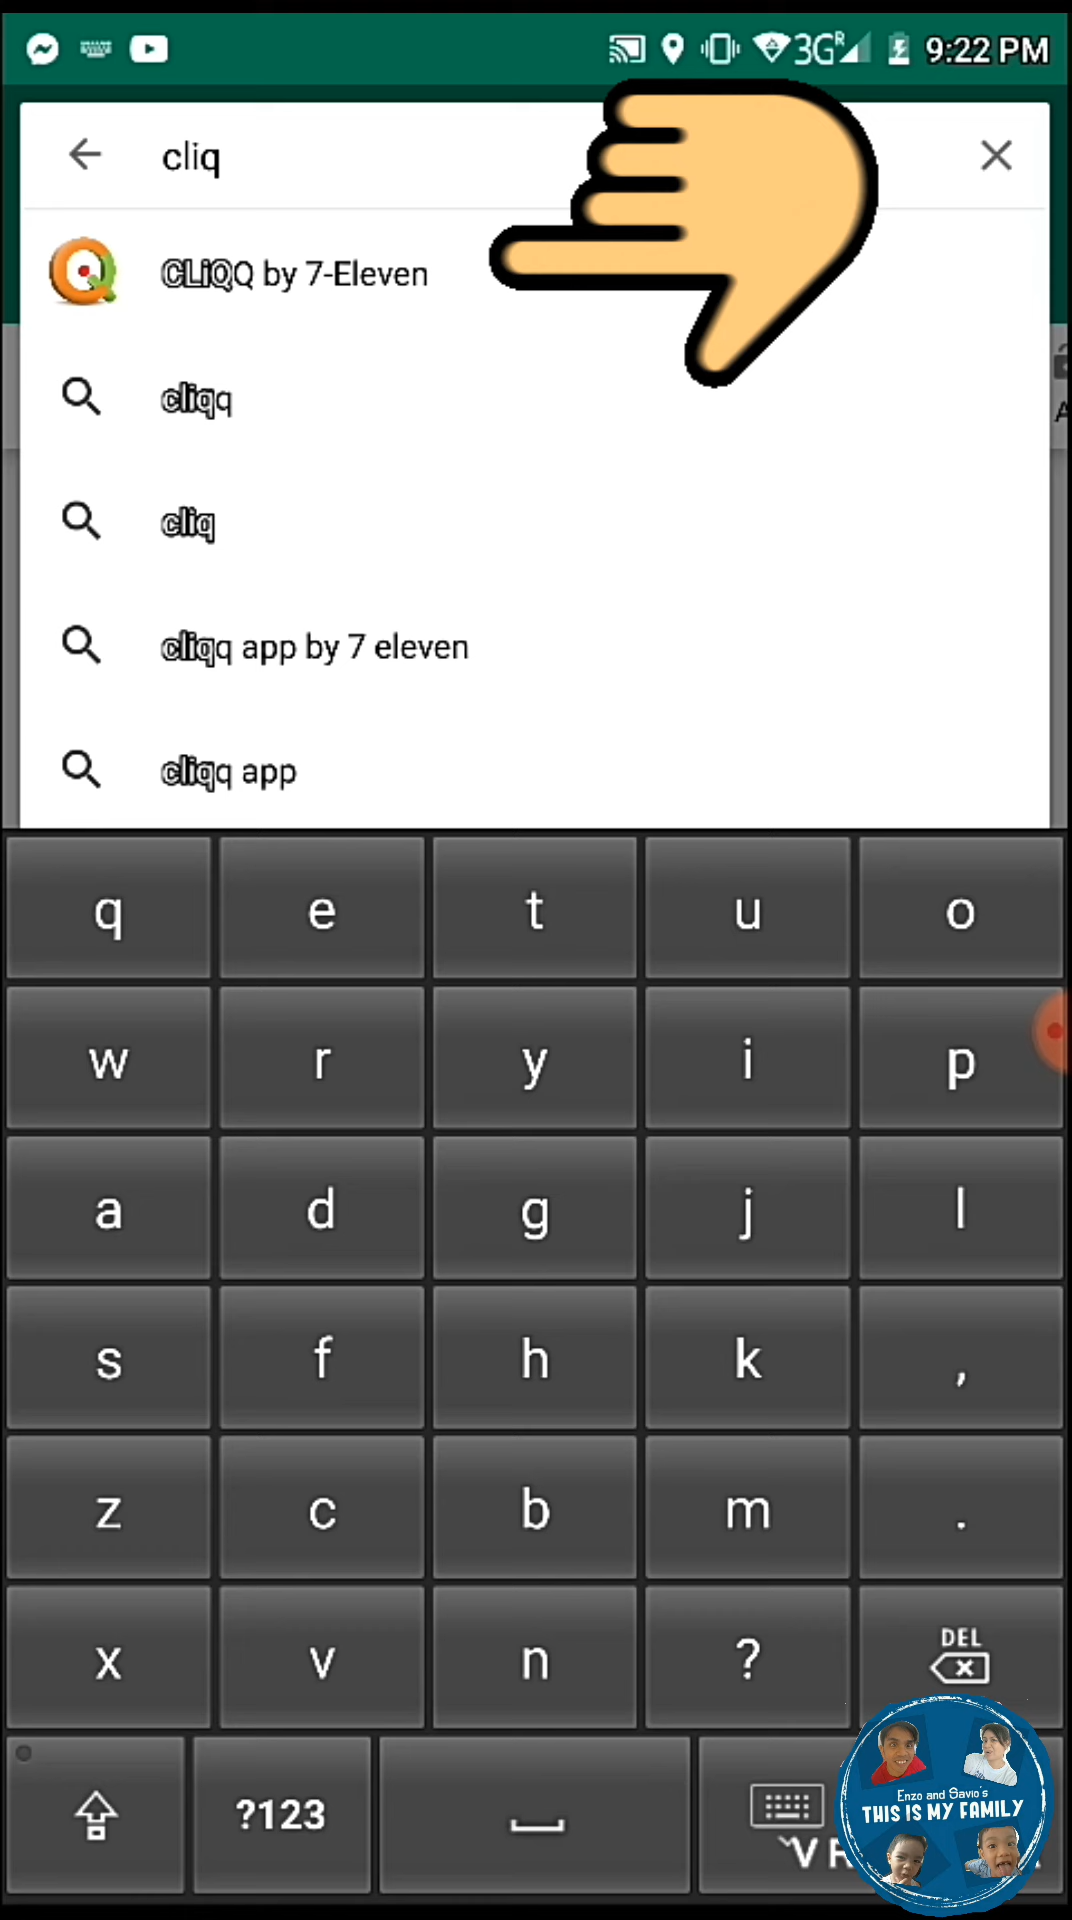 3G R 9:22 PM
cliq
CLiQQ by 7-Eleven
cliqq
cliq
cliqq app by 7 eleven
cliqq app
q e t u o
w r y i p
a d g j l
s f h k ,
z c b m .
x v n ? DEL
?123
Enzo and Savio's
THIS IS MY FAMILY